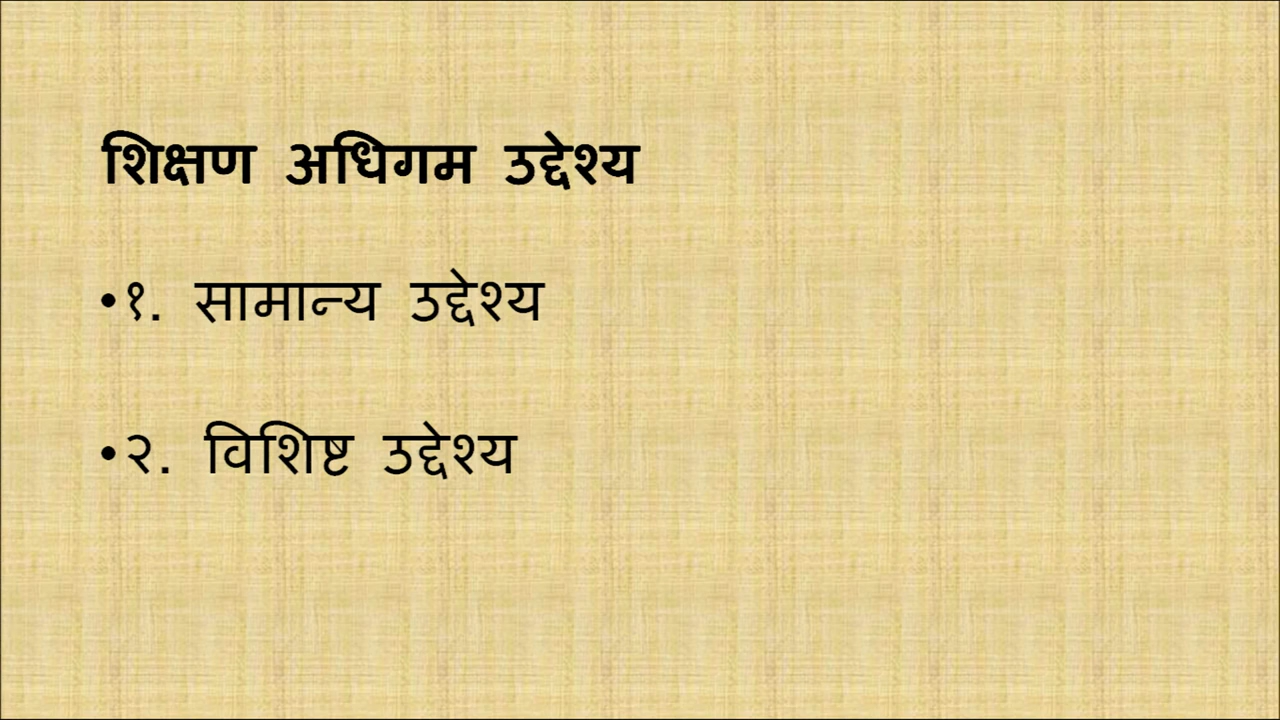 शिक्षण अधिगम उद्देश्य
•१. सामान्य उद्देश्य
•२. विशिष्ट उद्देश्य